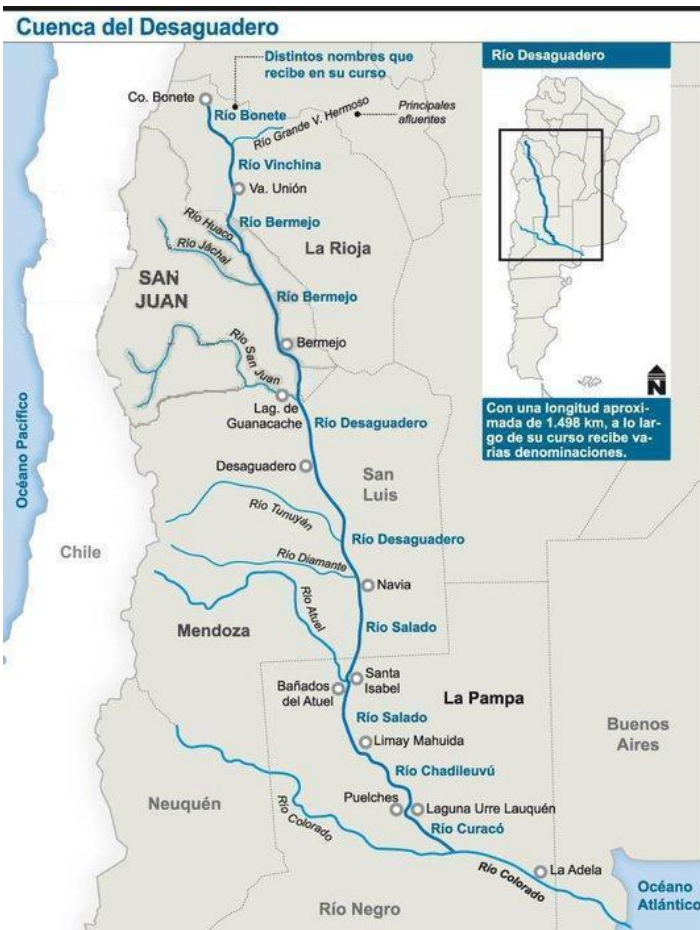 Cuenca del Desaguadero
Distintos nombres que
recibe en su curso
Co. Bonete
Río Bonete
Río Grande V. Hermoso
Principales
afluentes
Río Vinchina
Va. Unión
Río Huaco
Río Bermejo
Río Jáchal
La Rioja
SAN
JUAN
Río Bermejo
Bermejo
Río San Juan
Lag. de
Guanacache
Río Desaguadero
Desaguadero
San
Luis
Río Tunuyán
Río Desaguadero
Chile
Río Diamante
Navia
Río Atuel
Mendoza
Río Salado
Santa
Isabel
Bañados
del Atuel
La Pampa
Río Salado
Buenos
Aires
Limay Mahuida
Río Chadileuvú
Neuquén
Puelches
Laguna Urre Lauquén
Río Colorado
Río Curacó
La Adela
Río Colorado
Océano
Atlántico
Río Negro
Océano Pacífico
Río Desaguadero
N
Con una longitud aproxi-
mada de 1.498 km, a lo lar-
go de su curso recibe va-
rias denominaciones.